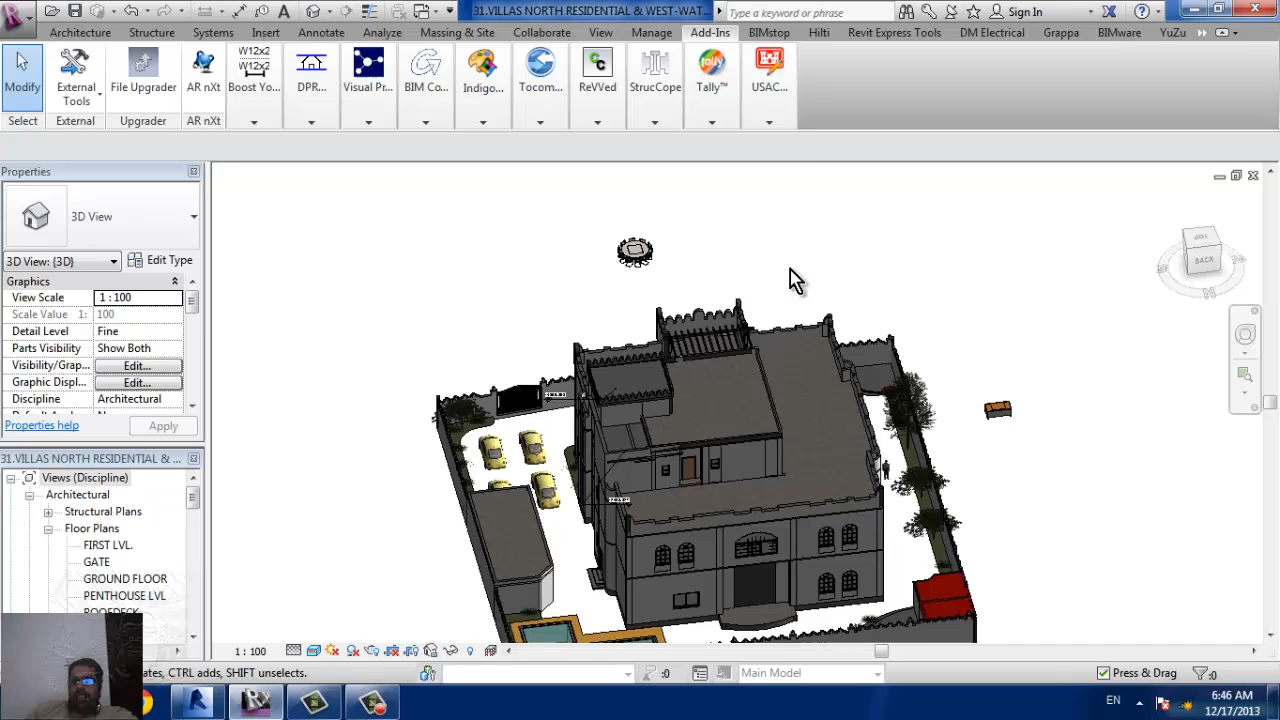 31.VILLAS NORTH RESIDENTIAL & WEST-WAT...
Type a keyword or phrase
Sign In
Architecture
Structure
Systems
Insert
Annotate
Analyze
Massing & Site
Collaborate
View
Manage
Add-Ins
BIMstop
Hilti
Revit Express Tools
DM Electrical
Grappa
BIMware
YuZu
W12x2
W12x2
Modify
External Tools
File Upgrader
AR nXt
Boost Yo...
DPR...
Visual Pr...
BIM Co...
Indigo...
Tocom...
ReVVed
StrucCope
Tally™
USAC...
Select
External
Upgrader
AR nXt
Properties
3D View
3D View: {3D}
Edit Type
Graphics
View Scale
1 : 100
Scale Value 1:
100
Detail Level
Fine
Parts Visibility
Show Both
Visibility/Grap...
Edit...
Graphic Displ...
Edit...
Discipline
Architectural
Properties help
Apply
31.VILLAS NORTH RESIDENTIAL & ...
Views (Discipline)
Architectural
Structural Plans
Floor Plans
FIRST LVL.
GATE
GROUND FLOOR
PENTHOUSE LVL
ROOFDECK
TOP
BACK
1 : 100
ates, CTRL adds, SHIFT unselects.
:0
Main Model
Press & Drag
:0
EN
6:46 AM
12/17/2013